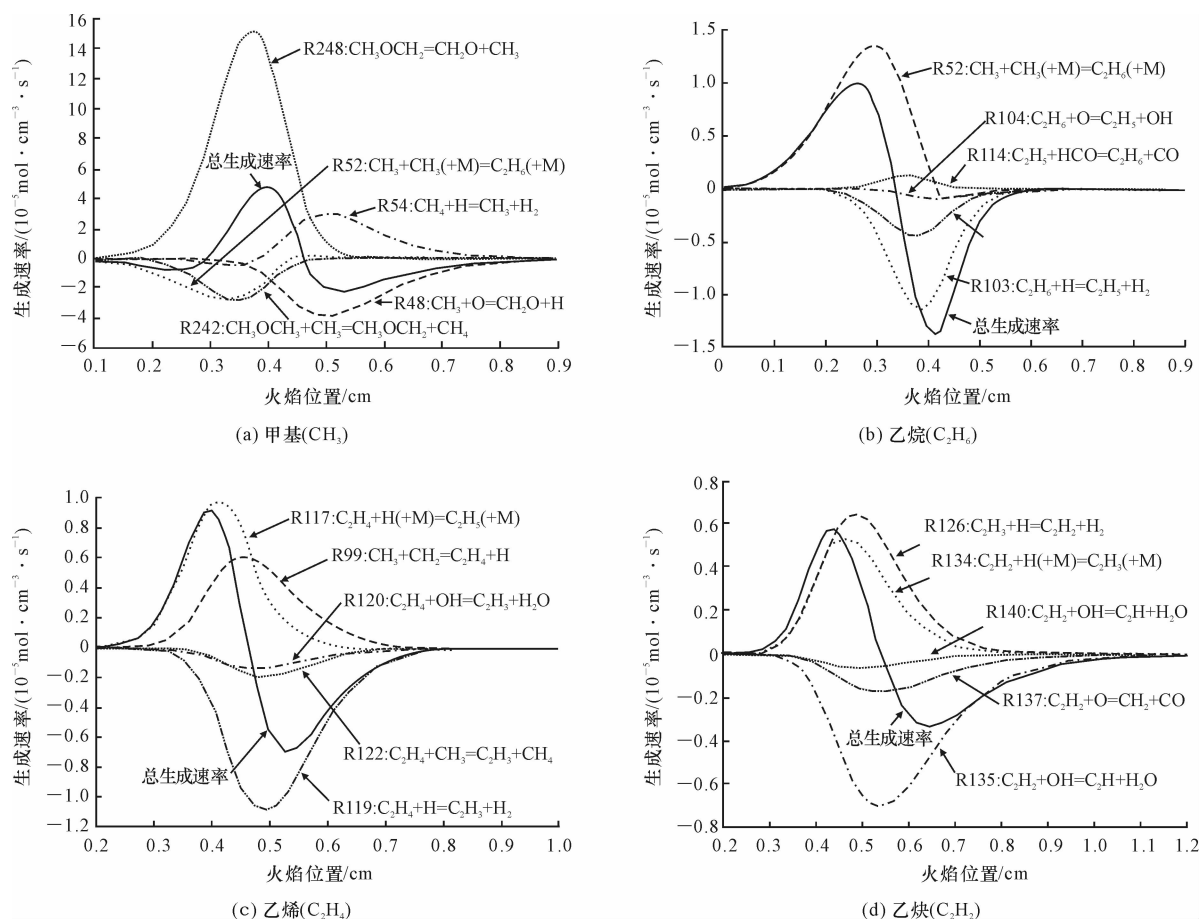 16
14
12
10
8
6
4
2
0
−2
−4
−6
0.1 0.2 0.3 0.4 0.5 0.6 0.7 0.8 0.9
生成速率/(10⁻⁵mol·cm⁻³·s⁻¹)
R248:CH₃OCH₂=CH₂O+CH₃
总生成速率
R52:CH₃+CH₃(+M)=C₂H₆(+M)
R54:CH₄+H=CH₃+H₂
R48:CH₃+O=CH₂O+H
R242:CH₃OCH₃+CH₃=CH₃OCH₂+CH₄
火焰位置/cm
(a) 甲基(CH₃)
1.5
1.0
0.5
0
−0.5
−1.0
−1.5
0 0.1 0.2 0.3 0.4 0.5 0.6 0.7 0.8 0.9
生成速率/(10⁻⁵mol·cm⁻³·s⁻¹)
R52:CH₃+CH₃(+M)=C₂H₆(+M)
R104:C₂H₆+O=C₂H₅+OH
R114:C₂H₅+HCO=C₂H₆+CO
R103:C₂H₆+H=C₂H₅+H₂
总生成速率
火焰位置/cm
(b) 乙烷(C₂H₆)
1.0
0.8
0.6
0.4
0.2
0
−0.2
−0.4
−0.6
−0.8
−1.0
−1.2
0.2 0.3 0.4 0.5 0.6 0.7 0.8 0.9 1.0
生成速率/(10⁻⁵mol·cm⁻³·s⁻¹)
R117:C₂H₄+H(+M)=C₂H₅(+M)
R99:CH₃+CH₂=C₂H₄+H
R120:C₂H₄+OH=C₂H₃+H₂O
R122:C₂H₄+CH₃=C₂H₃+CH₄
总生成速率
R119:C₂H₄+H=C₂H₃+H₂
火焰位置/cm
(c) 乙烯(C₂H₄)
0.8
0.6
0.4
0.2
0
−0.2
−0.4
−0.6
−0.8
0.2 0.3 0.4 0.5 0.6 0.7 0.8 0.9 1.0 1.1 1.2
生成速率/(10⁻⁵mol·cm⁻³·s⁻¹)
R126:C₂H₃+H=C₂H₂+H₂
R134:C₂H₂+H(+M)=C₂H₃(+M)
R140:C₂H₂+OH=C₂H+H₂O
R137:C₂H₂+O=CH₂+CO
总生成速率
R135:C₂H₂+OH=C₂H+H₂O
火焰位置/cm
(d) 乙炔(C₂H₂)